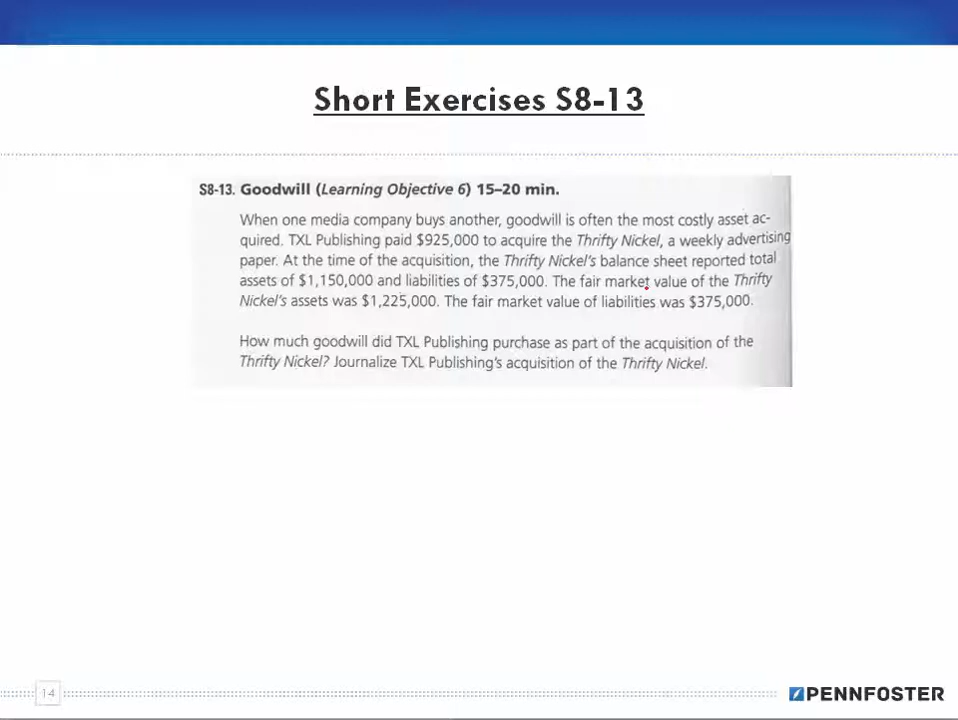 Short Exercises S8-13
S8-13. Goodwill (Learning Objective 6) 15–20 min.
When one media company buys another, goodwill is often the most costly asset ac-
quired. TXL Publishing paid $925,000 to acquire the Thrifty Nickel, a weekly advertising
paper. At the time of the acquisition, the Thrifty Nickel's balance sheet reported total
assets of $1,150,000 and liabilities of $375,000. The fair market value of the Thrifty
Nickel's assets was $1,225,000. The fair market value of liabilities was $375,000.
How much goodwill did TXL Publishing purchase as part of the acquisition of the
Thrifty Nickel? Journalize TXL Publishing's acquisition of the Thrifty Nickel.
14
PENNFOSTER